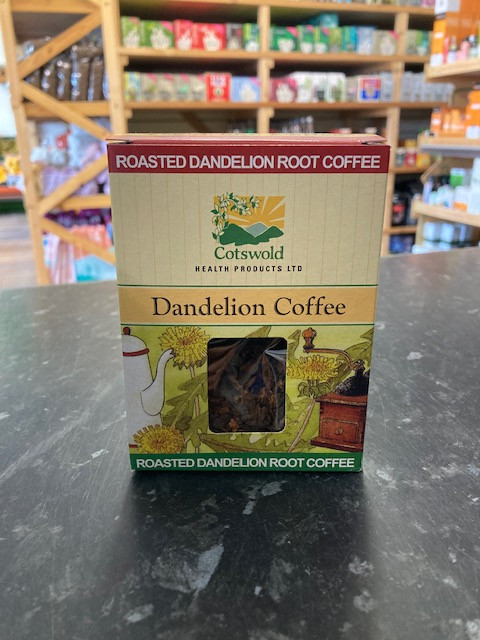 ROASTED DANDELION ROOT COFFEE
Cotswold
HEALTH PRODUCTS LTD
Dandelion Coffee
ROASTED DANDELION ROOT COFFEE